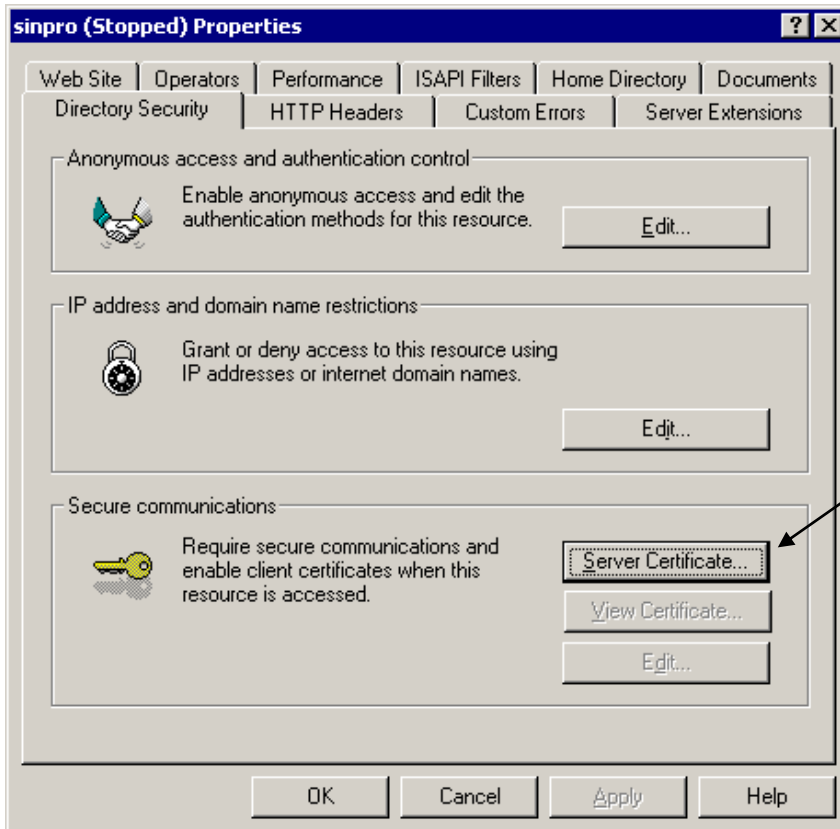 sinpro (Stopped) Properties
Web Site Operators Performance ISAPI Filters Home Directory Documents
Directory Security HTTP Headers Custom Errors Server Extensions
Anonymous access and authentication control
Enable anonymous access and edit the
authentication methods for this resource.
Edit...
IP address and domain name restrictions
Grant or deny access to this resource using
IP addresses or internet domain names.
Edit...
Secure communications
Require secure communications and
enable client certificates when this
resource is accessed.
Server Certificate...
View Certificate...
Edit...
OK Cancel Apply Help